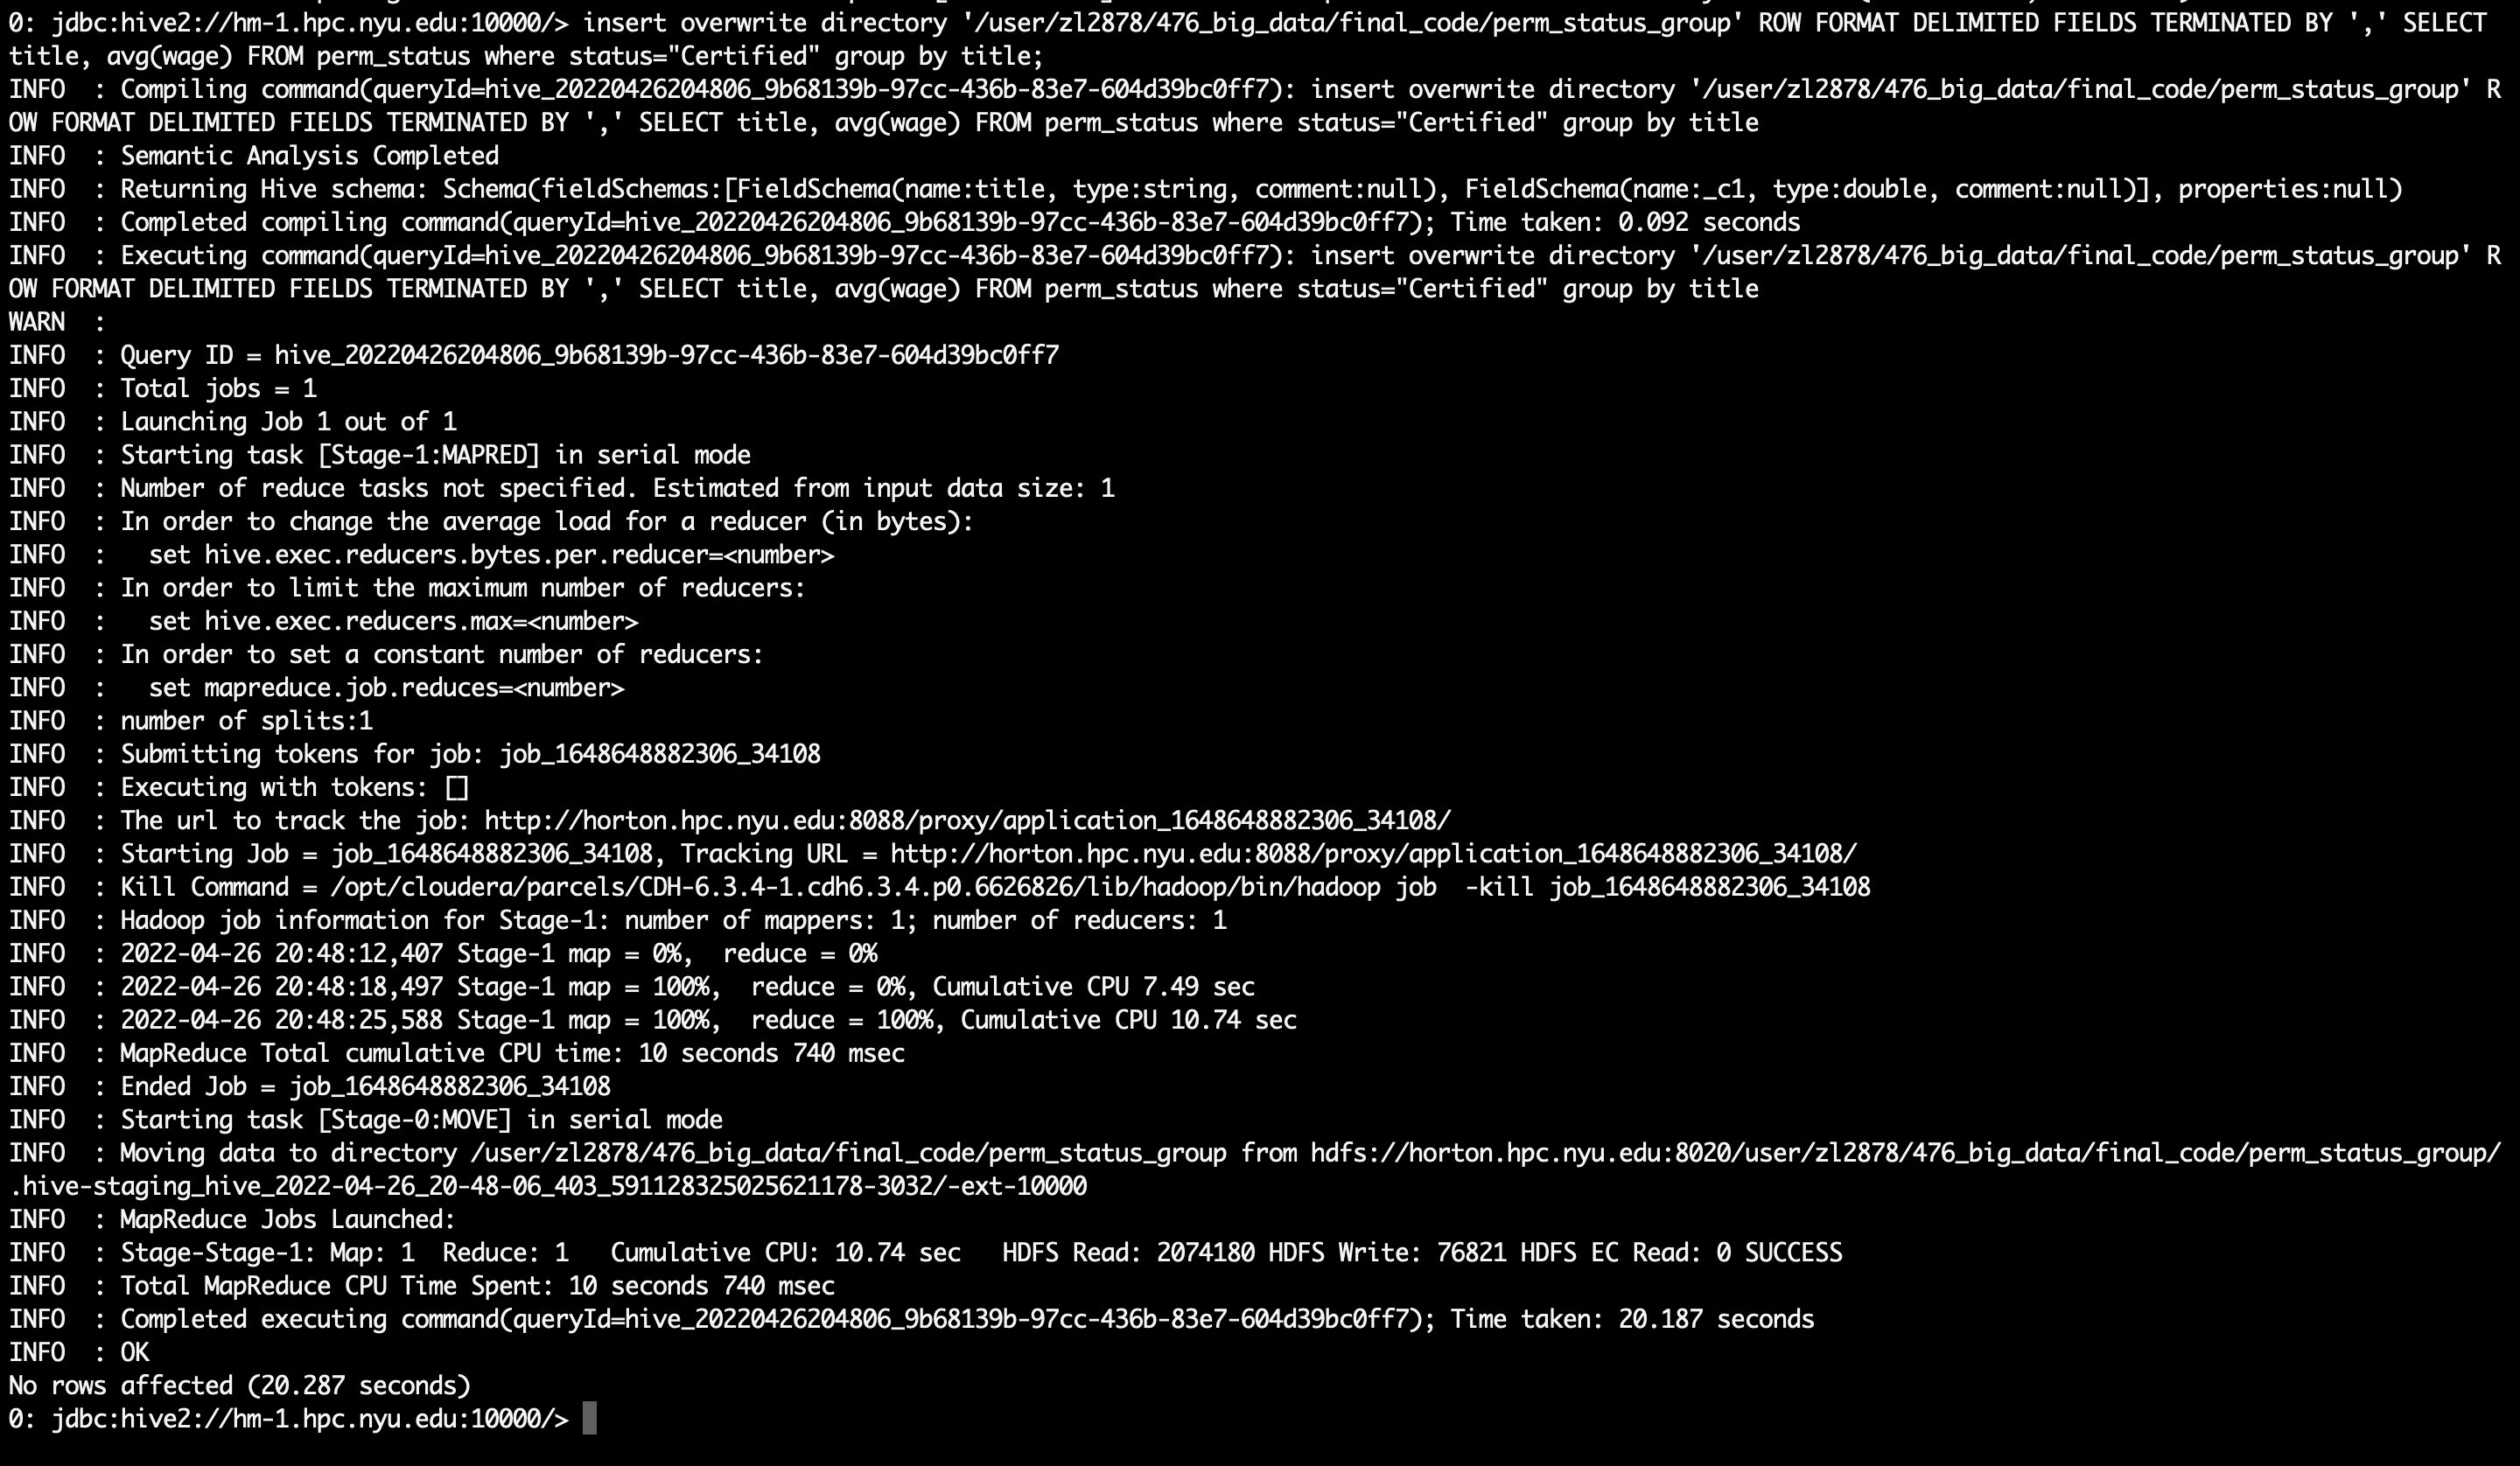 0: jdbc:hive2://hm-1.hpc.nyu.edu:10000/> insert overwrite directory '/user/zl2878/476_big_data/final_code/perm_status_group' ROW FORMAT DELIMITED FIELDS TERMINATED BY ',' SELECT
title, avg(wage) FROM perm_status where status="Certified" group by title;
INFO  : Compiling command(queryId=hive_20220426204806_9b68139b-97cc-436b-83e7-604d39bc0ff7): insert overwrite directory '/user/zl2878/476_big_data/final_code/perm_status_group' R
OW FORMAT DELIMITED FIELDS TERMINATED BY ',' SELECT title, avg(wage) FROM perm_status where status="Certified" group by title
INFO  : Semantic Analysis Completed
INFO  : Returning Hive schema: Schema(fieldSchemas:[FieldSchema(name:title, type:string, comment:null), FieldSchema(name:_c1, type:double, comment:null)], properties:null)
INFO  : Completed compiling command(queryId=hive_20220426204806_9b68139b-97cc-436b-83e7-604d39bc0ff7); Time taken: 0.092 seconds
INFO  : Executing command(queryId=hive_20220426204806_9b68139b-97cc-436b-83e7-604d39bc0ff7): insert overwrite directory '/user/zl2878/476_big_data/final_code/perm_status_group' R
OW FORMAT DELIMITED FIELDS TERMINATED BY ',' SELECT title, avg(wage) FROM perm_status where status="Certified" group by title
WARN  :
INFO  : Query ID = hive_20220426204806_9b68139b-97cc-436b-83e7-604d39bc0ff7
INFO  : Total jobs = 1
INFO  : Launching Job 1 out of 1
INFO  : Starting task [Stage-1:MAPRED] in serial mode
INFO  : Number of reduce tasks not specified. Estimated from input data size: 1
INFO  : In order to change the average load for a reducer (in bytes):
INFO  :   set hive.exec.reducers.bytes.per.reducer=<number>
INFO  : In order to limit the maximum number of reducers:
INFO  :   set hive.exec.reducers.max=<number>
INFO  : In order to set a constant number of reducers:
INFO  :   set mapreduce.job.reduces=<number>
INFO  : number of splits:1
INFO  : Submitting tokens for job: job_1648648882306_34108
INFO  : Executing with tokens: []
INFO  : The url to track the job: http://horton.hpc.nyu.edu:8088/proxy/application_1648648882306_34108/
INFO  : Starting Job = job_1648648882306_34108, Tracking URL = http://horton.hpc.nyu.edu:8088/proxy/application_1648648882306_34108/
INFO  : Kill Command = /opt/cloudera/parcels/CDH-6.3.4-1.cdh6.3.4.p0.6626826/lib/hadoop/bin/hadoop job  -kill job_1648648882306_34108
INFO  : Hadoop job information for Stage-1: number of mappers: 1; number of reducers: 1
INFO  : 2022-04-26 20:48:12,407 Stage-1 map = 0%,  reduce = 0%
INFO  : 2022-04-26 20:48:18,497 Stage-1 map = 100%,  reduce = 0%, Cumulative CPU 7.49 sec
INFO  : 2022-04-26 20:48:25,588 Stage-1 map = 100%,  reduce = 100%, Cumulative CPU 10.74 sec
INFO  : MapReduce Total cumulative CPU time: 10 seconds 740 msec
INFO  : Ended Job = job_1648648882306_34108
INFO  : Starting task [Stage-0:MOVE] in serial mode
INFO  : Moving data to directory /user/zl2878/476_big_data/final_code/perm_status_group from hdfs://horton.hpc.nyu.edu:8020/user/zl2878/476_big_data/final_code/perm_status_group/
.hive-staging_hive_2022-04-26_20-48-06_403_5911283250256211​78-3032/-ext-10000
INFO  : MapReduce Jobs Launched:
INFO  : Stage-Stage-1: Map: 1  Reduce: 1   Cumulative CPU: 10.74 sec   HDFS Read: 2074180 HDFS Write: 76821 HDFS EC Read: 0 SUCCESS
INFO  : Total MapReduce CPU Time Spent: 10 seconds 740 msec
INFO  : Completed executing command(queryId=hive_20220426204806_9b68139b-97cc-436b-83e7-604d39bc0ff7); Time taken: 20.187 seconds
INFO  : OK
No rows affected (20.287 seconds)
0: jdbc:hive2://hm-1.hpc.nyu.edu:10000/>